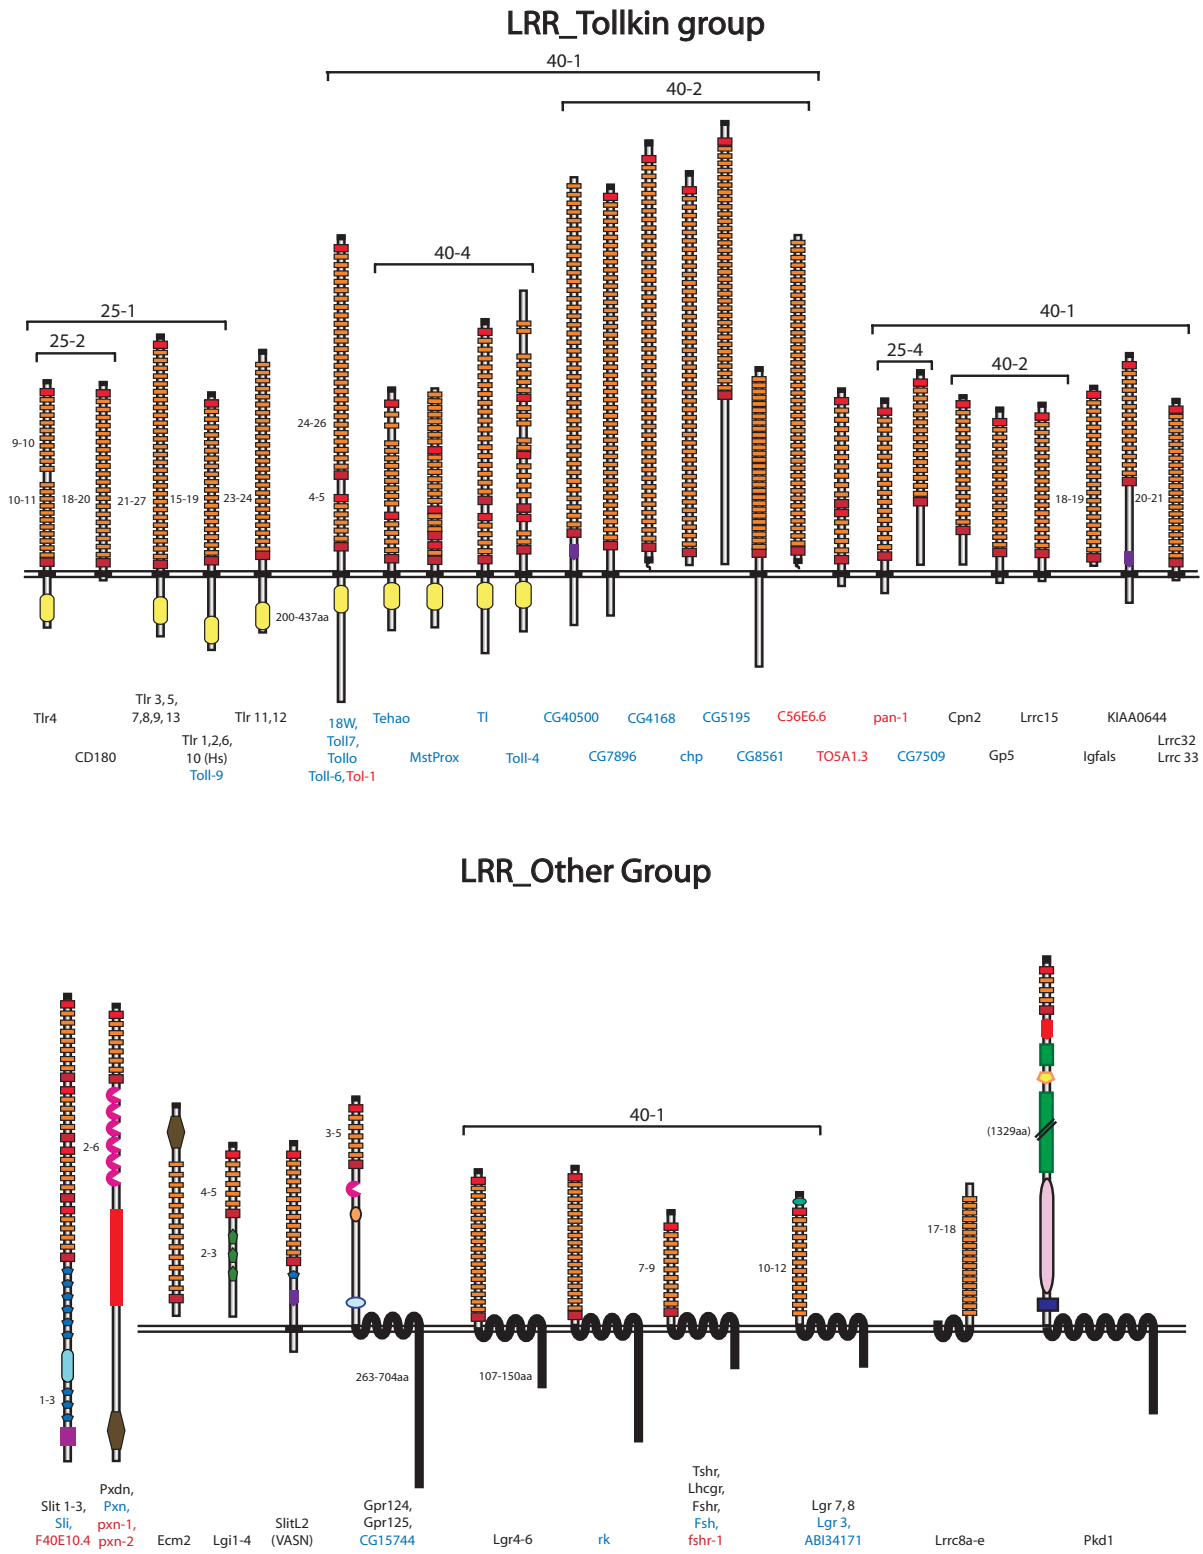 LRR_Tollkin group
40-1
40-2
40-4
25-1
25-2
40-1
25-4
40-2
9-10
10-11
18-20
21-27
15-19
23-24
24-26
4-5
18-19
20-21
200-437aa
Tlr4
CD180
Tlr 3, 5,
7,8,9, 13
Tlr 1,2,6,
10 (Hs)
Toll-9
Tlr 11,12
18W,
Toll7,
Tollo
Toll-6, Tol-1
Tehao
MstProx
Tl
Toll-4
CG40500
CG7896
CG4168
chp
CG5195
CG8561
C56E6.6
TO5A1.3
pan-1
CG7509
Cpn2
Gp5
Lrrc15
Igfals
KIAA0644
Lrrc32
Lrrc 33
LRR_Other Group
2-6
1-3
4-5
2-3
3-5
263-704aa
40-1
107-150aa
7-9
10-12
17-18
(1329aa)
Slit 1-3,
Sli,
F40E10.4
Pxdn,
Pxn,
pxn-1,
pxn-2
Ecm2
Lgi1-4
SlitL2
(VASN)
Gpr124,
Gpr125,
CG15744
Lgr4-6
rk
Tshr,
Lhcgr,
Fshr,
Fsh,
fshr-1
Lgr 7, 8
Lgr 3,
ABI34171
Lrrc8a-e
Pkd1